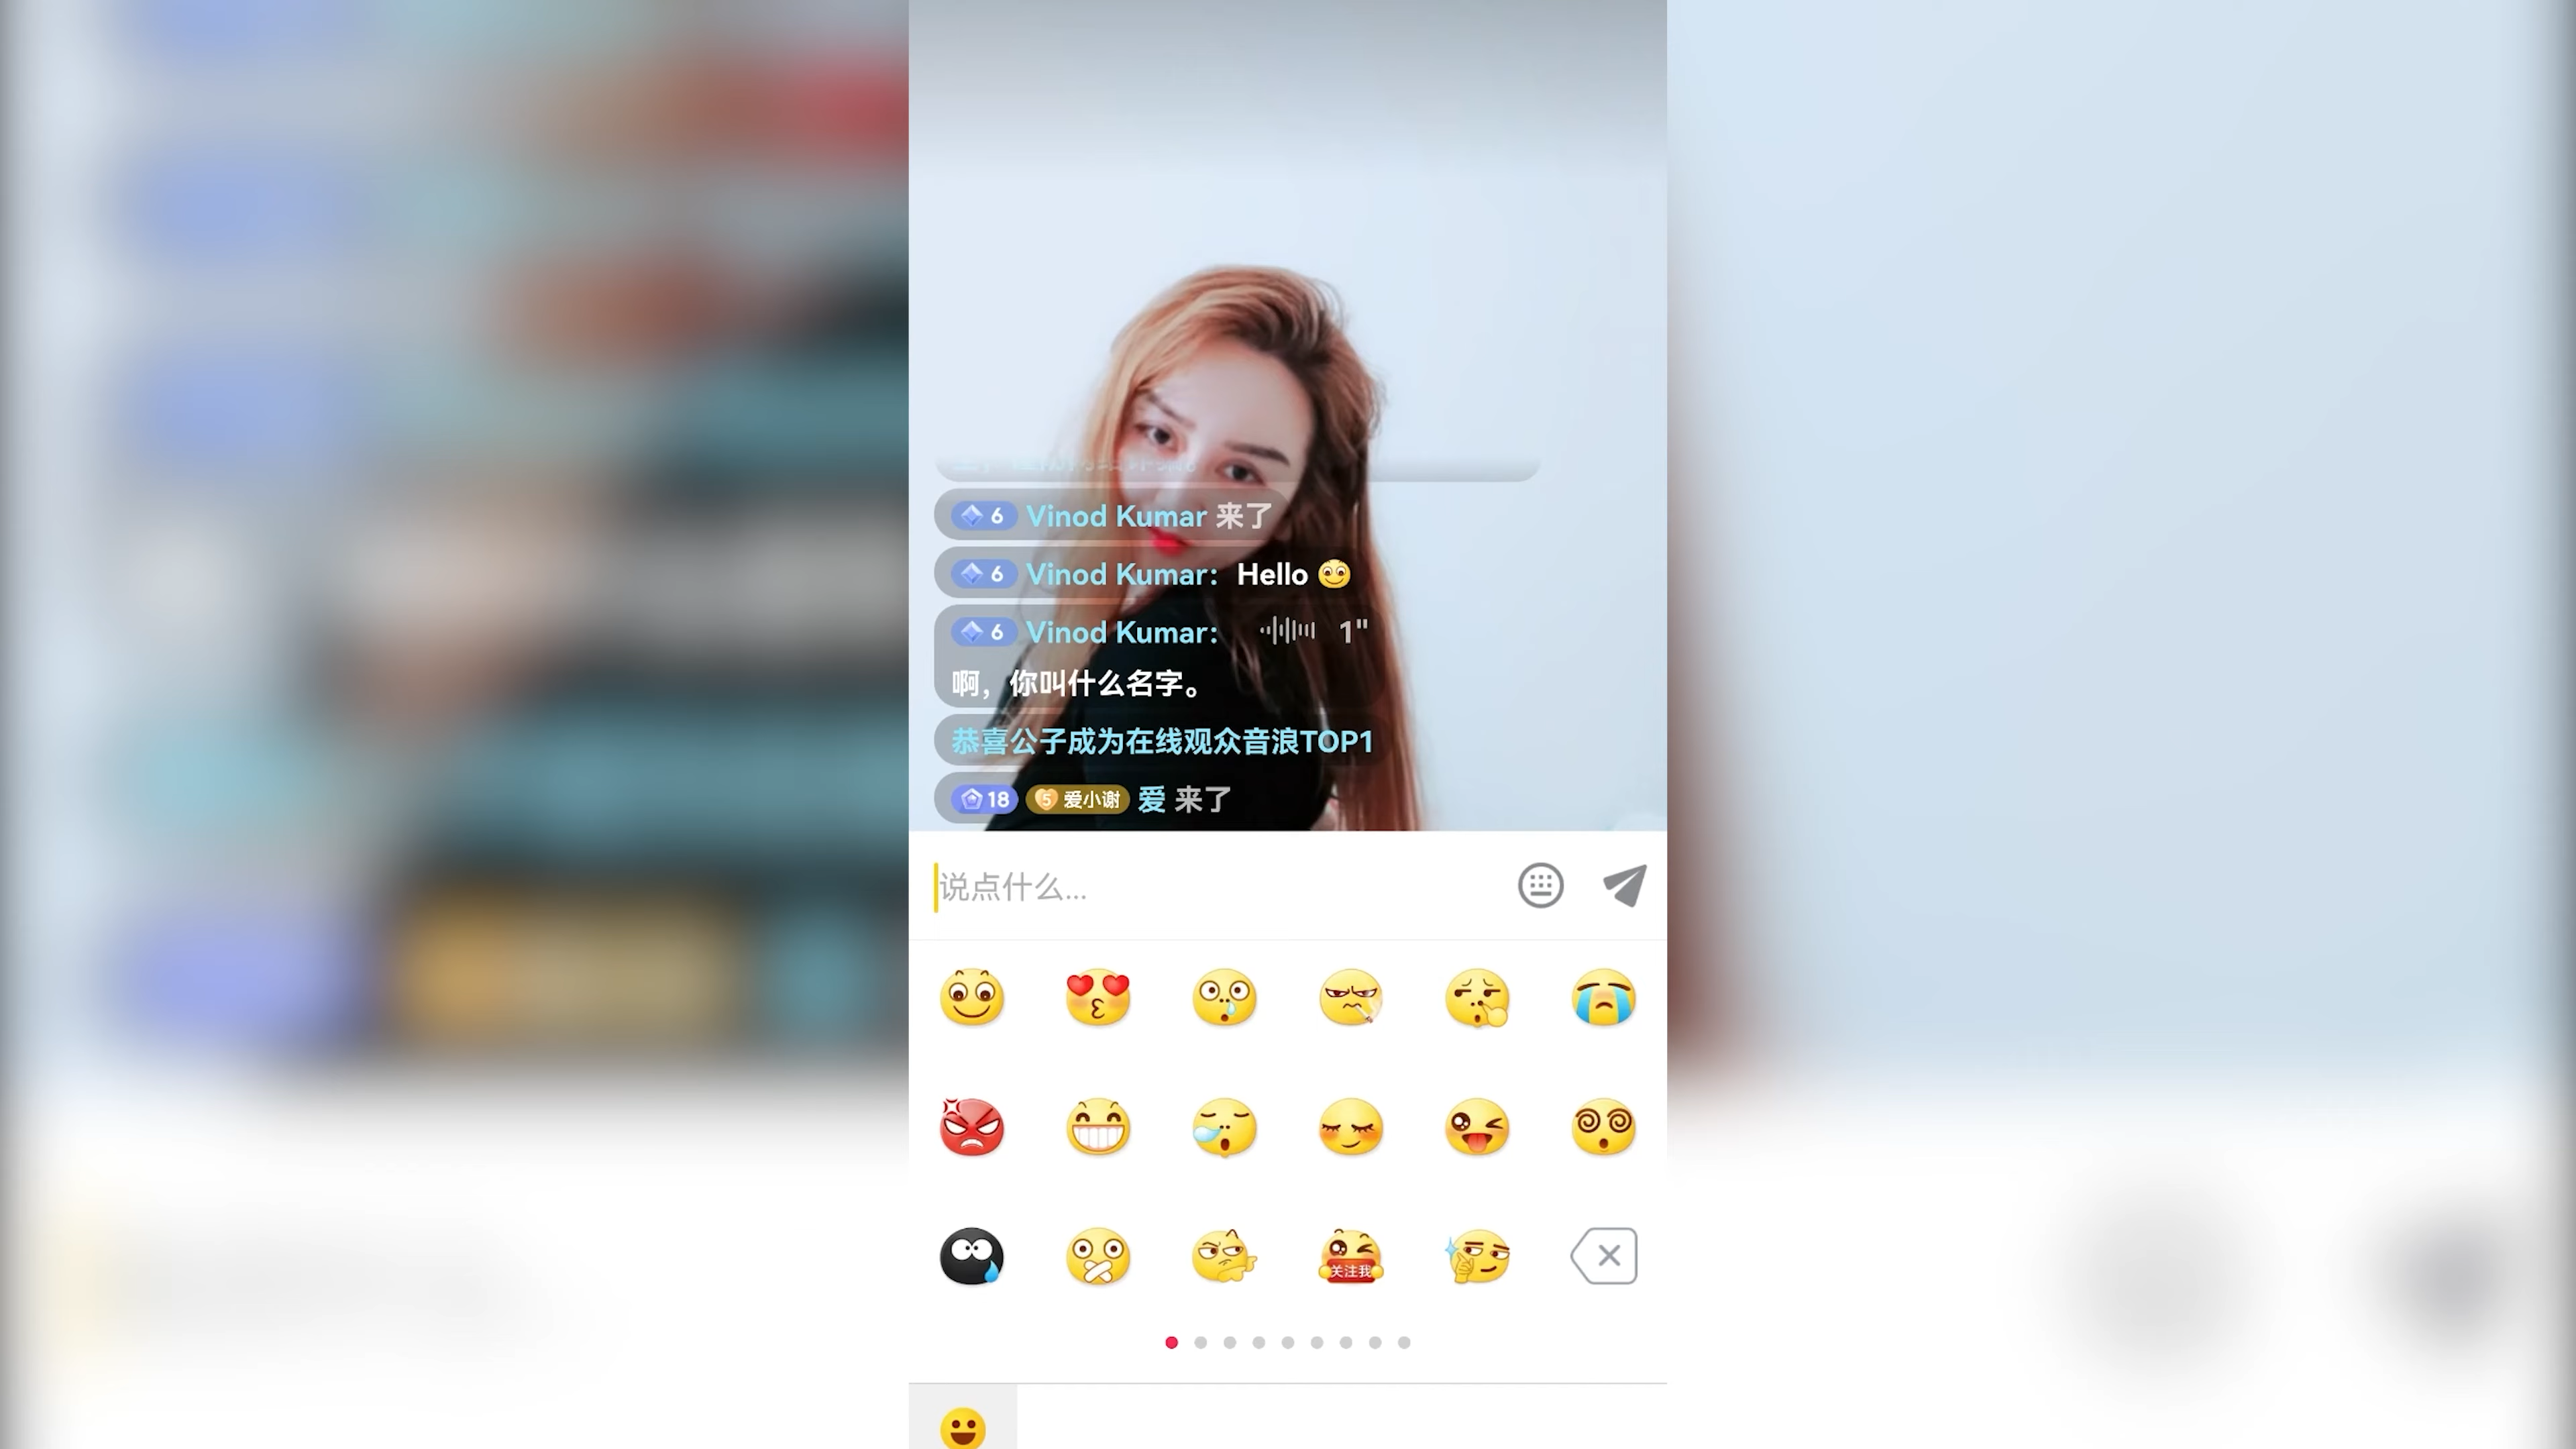 6 Vinod Kumar 来了
6 Vinod Kumar: Hello
6 Vinod Kumar: 1"
啊，你叫什么名字。
恭喜公子成为在线观众音浪TOP1
18 5 爱小谢 爱 来了
说点什么...
关注我